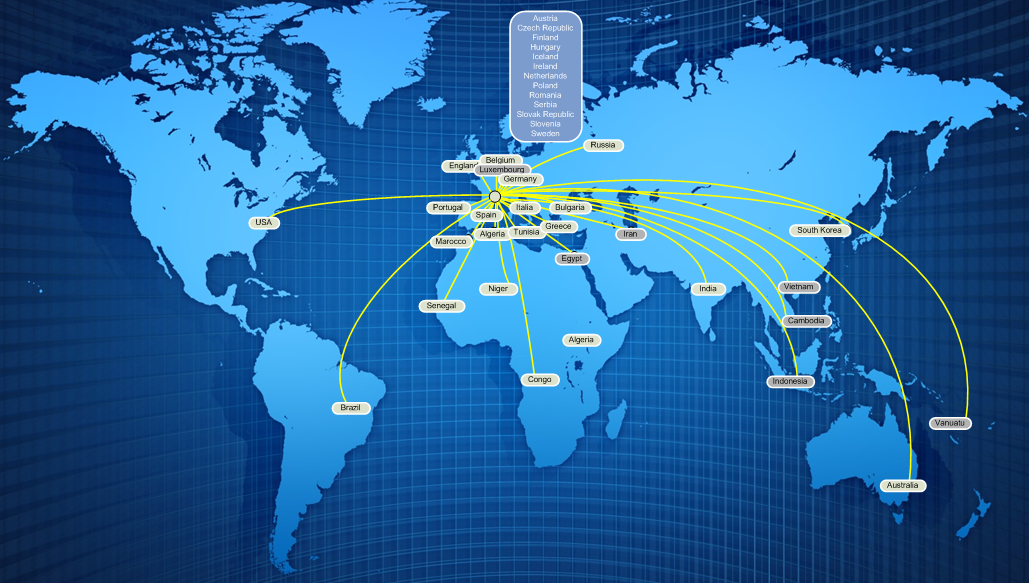 Austria
Czech Republic
Finland
Hungary
Iceland
Ireland
Netherlands
Poland
Romania
Serbia
Slovak Republic
Slovenia
Sweden
Russia
Belgium
England
Luxembourg
Germany
Portugal
Spain
Italia
Bulgaria
USA
Greece
Algeria
Tunisia
Iran
South Korea
Marocco
Egypt
Niger
India
Vietnam
Senegal
Cambodia
Algeria
Congo
Indonesia
Brazil
Vanuatu
Australia